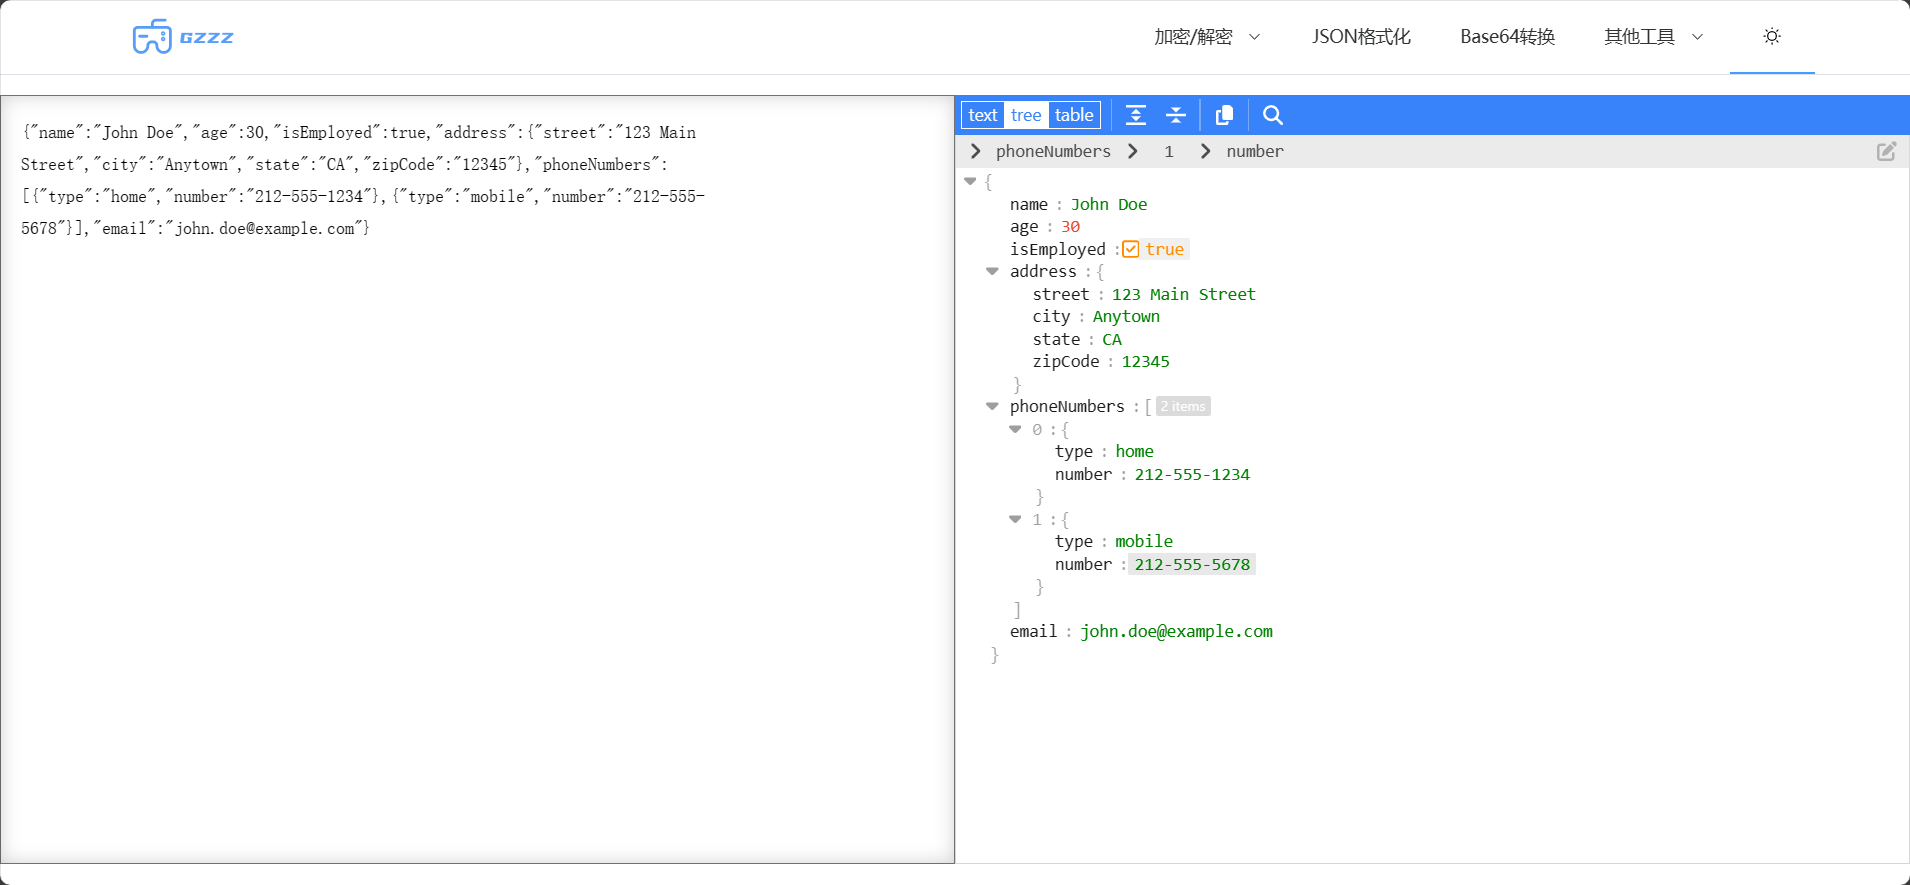 GZZZ
加密/解密
JSON格式化
Base64转换
其他工具
{"name":"John Doe","age":30,"isEmployed":true,"address":{"street":"123 Main
Street","city":"Anytown","state":"CA","zipCode":"12345"},"phoneNumbers":
[{"type":"home","number":"212-555-1234"},{"type":"mobile","number":"212-555-
5678"}],"email":"john.doe@example.com"}
text tree table
phoneNumbers 1 number
{
name : John Doe
age : 30
isEmployed : true
address : {
street : 123 Main Street
city : Anytown
state : CA
zipCode : 12345
}
phoneNumbers : [ 2 items
0 : {
type : home
number : 212-555-1234
}
1 : {
type : mobile
number : 212-555-5678
}
]
email : john.doe@example.com
}